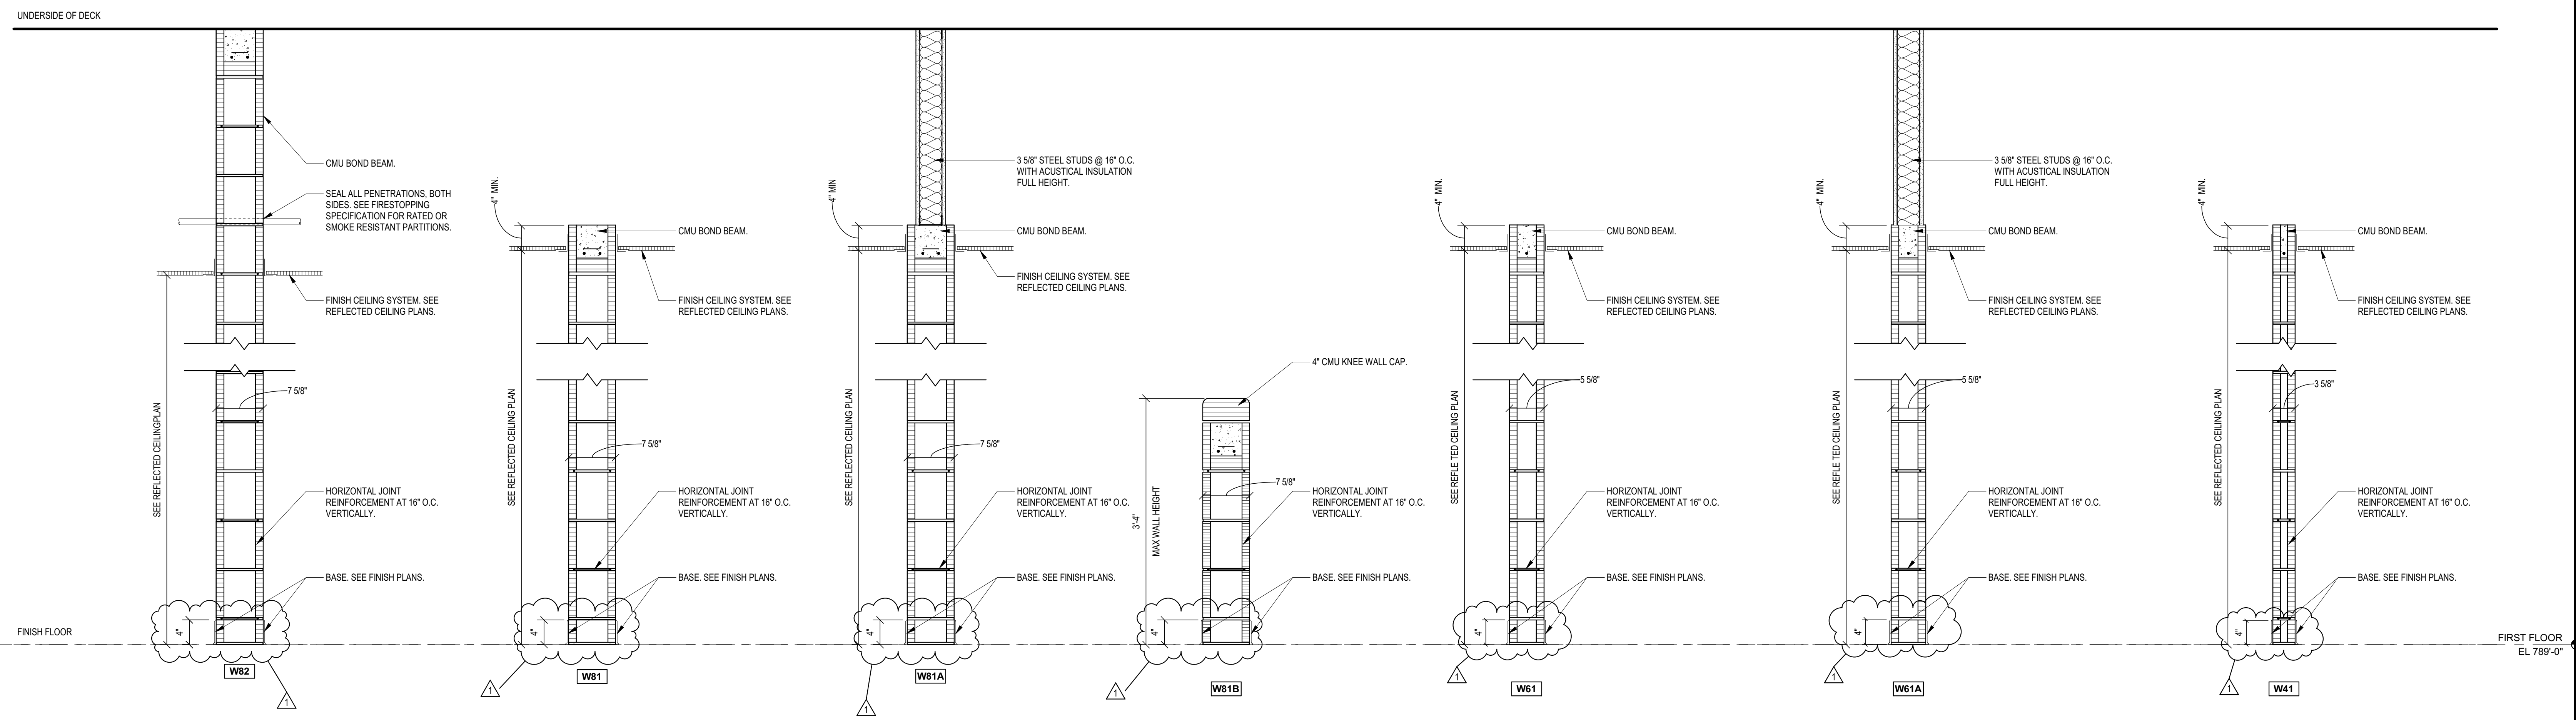 UNDERSIDE OF DECK
CMU BOND BEAM.
SEAL ALL PENETRATIONS, BOTH
SIDES. SEE FIRESTOPPING
SPECIFICATION FOR RATED OR
SMOKE RESISTANT PARTITIONS.
FINISH CEILING SYSTEM. SEE
REFLECTED CEILING PLANS.
7 5/8"
SEE REFLECTED CEILINGPLAN
HORIZONTAL JOINT
REINFORCEMENT AT 16" O.C.
VERTICALLY.
BASE. SEE FINISH PLANS.
4"
FINISH FLOOR
W82
1
4" MIN.
CMU BOND BEAM.
FINISH CEILING SYSTEM. SEE
REFLECTED CEILING PLANS.
SEE REFLECTED CEILING PLAN
7 5/8"
HORIZONTAL JOINT
REINFORCEMENT AT 16" O.C.
VERTICALLY.
BASE. SEE FINISH PLANS.
4"
W81
1
3 5/8" STEEL STUDS @ 16" O.C.
WITH ACUSTICAL INSULATION
FULL HEIGHT.
4" MIN
CMU BOND BEAM.
FINISH CEILING SYSTEM. SEE
REFLECTED CEILING PLANS.
SEE REFLECTED CEILING PLAN
7 5/8"
HORIZONTAL JOINT
REINFORCEMENT AT 16" O.C.
VERTICALLY.
BASE. SEE FINISH PLANS.
4"
W81A
1
4" CMU KNEE WALL CAP.
3'-4"
MAX WALL HEIGHT
7 5/8"
HORIZONTAL JOINT
REINFORCEMENT AT 16" O.C.
VERTICALLY.
BASE. SEE FINISH PLANS.
4"
W81B
1
4" MIN.
CMU BOND BEAM.
FINISH CEILING SYSTEM. SEE
REFLECTED CEILING PLANS.
5 5/8"
SEE REFLE TED CEILING PLAN
HORIZONTAL JOINT
REINFORCEMENT AT 16" O.C.
VERTICALLY.
BASE. SEE FINISH PLANS.
4"
W61
1
3 5/8" STEEL STUDS @ 16" O.C.
WITH ACUSTICAL INSULATION
FULL HEIGHT.
4" MIN.
CMU BOND BEAM.
FINISH CEILING SYSTEM. SEE
REFLECTED CEILING PLANS.
5 5/8"
SEE REFLE TED CEILING PLAN
HORIZONTAL JOINT
REINFORCEMENT AT 16" O.C.
VERTICALLY.
BASE. SEE FINISH PLANS.
4"
W61A
1
4" MIN.
CMU BOND BEAM.
FINISH CEILING SYSTEM. SEE
REFLECTED CEILING PLANS.
3 5/8"
SEE REFLECTED CEILING PLAN
HORIZONTAL JOINT
REINFORCEMENT AT 16" O.C.
VERTICALLY.
BASE. SEE FINISH PLANS.
4"
W41
1
FIRST FLOOR
EL 789'-0"